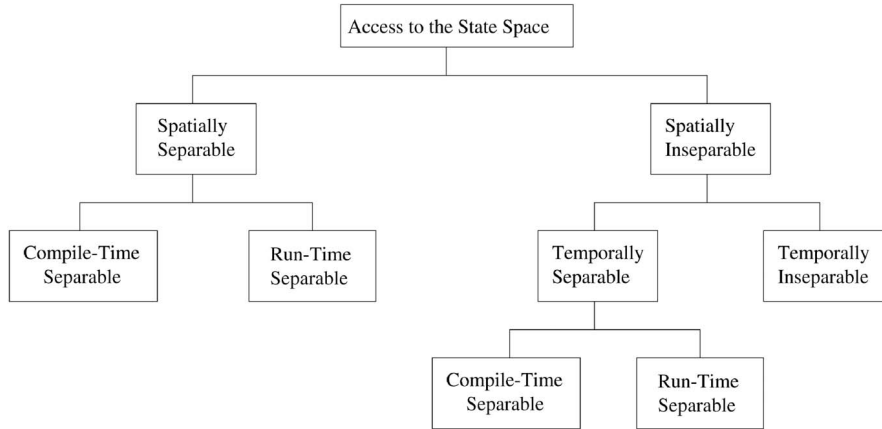 Access to the State Space
Spatially
Separable
Spatially
Inseparable
Compile-Time
Separable
Run-Time
Separable
Temporally
Separable
Temporally
Inseparable
Compile-Time
Separable
Run-Time
Separable